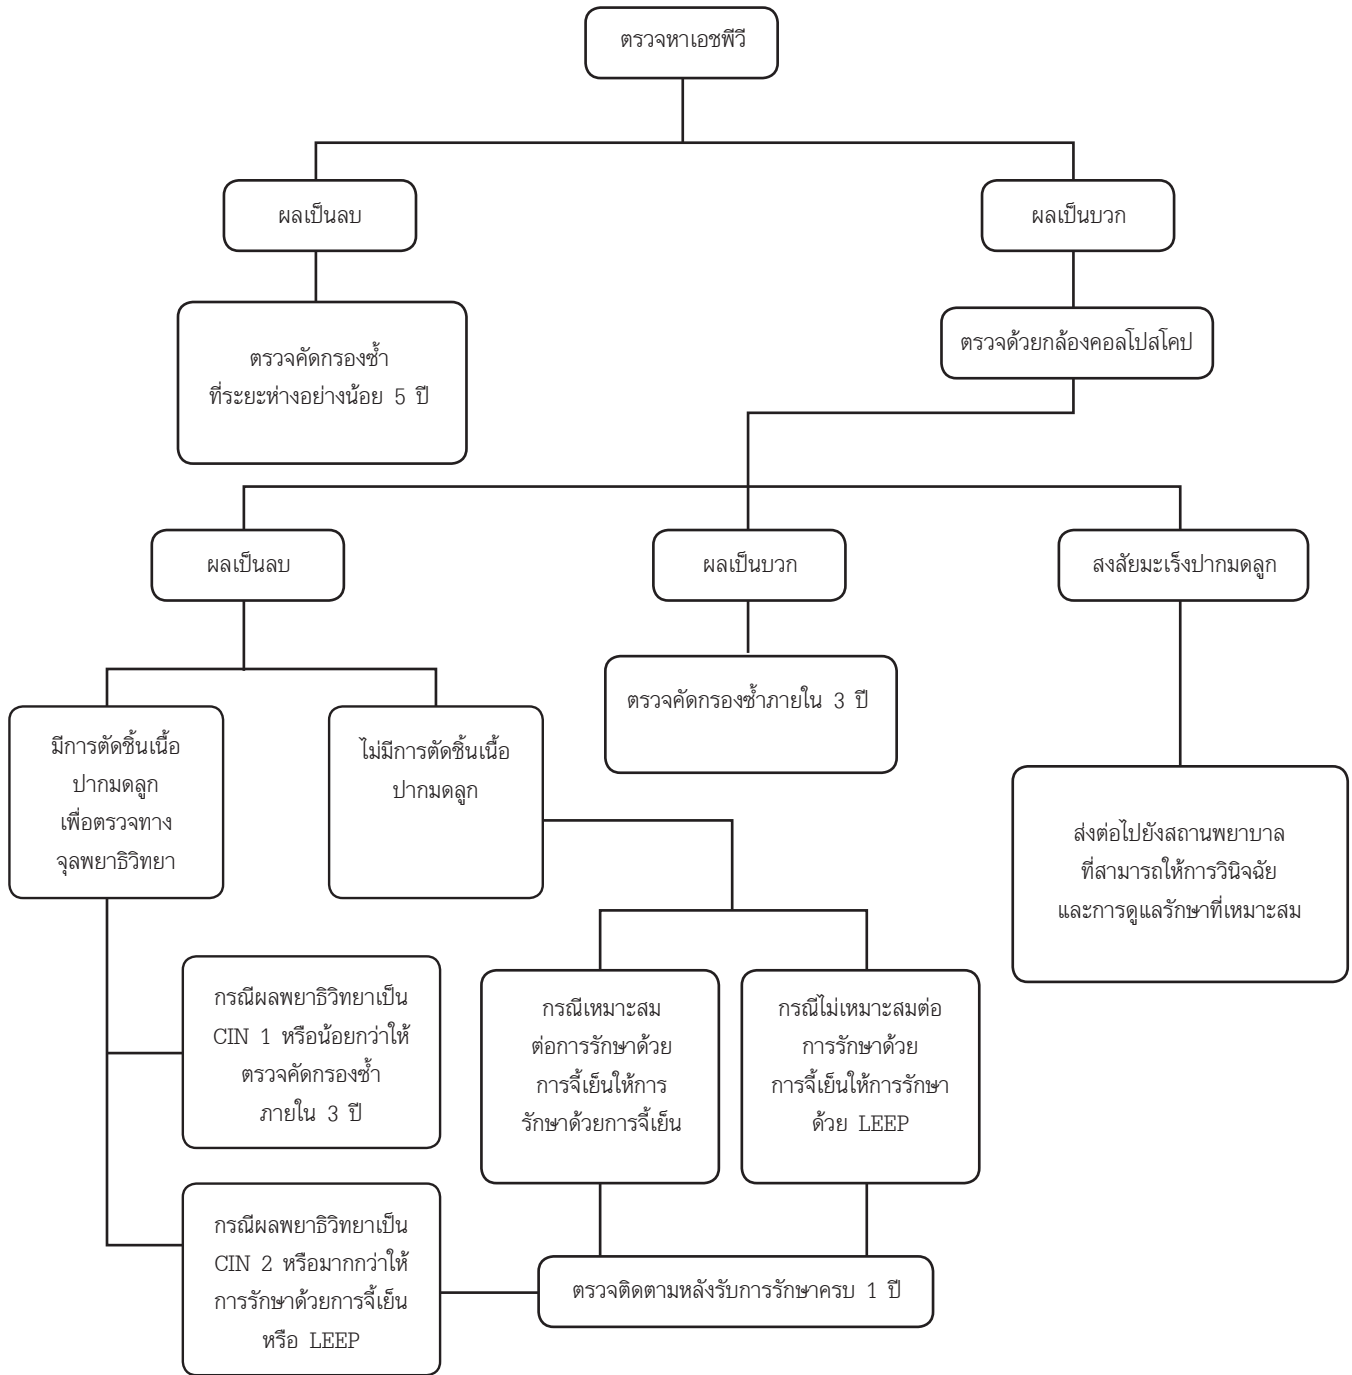 ตรวจหาเอชพีวี
ผลเป็นลบ
ผลเป็นบวก
ตรวจคัดกรองซ้ำ
ที่ระยะห่างอย่างน้อย 5 ปี
ตรวจด้วยกล้องคอลโปสโคป
ผลเป็นลบ
ผลเป็นบวก
สงสัยมะเร็งปากมดลูก
ตรวจคัดกรองซ้ำภายใน 3 ปี
มีการตัดชิ้นเนื้อ
ปากมดลูก
เพื่อตรวจทาง
จุลพยาธิวิทยา
ไม่มีการตัดชิ้นเนื้อ
ปากมดลูก
ส่งต่อไปยังสถานพยาบาล
ที่สามารถให้การวินิจฉัย
และการดูแลรักษาที่เหมาะสม
กรณีผลพยาธิวิทยาเป็น
CIN 1 หรือน้อยกว่าให้
ตรวจคัดกรองซ้ำ
ภายใน 3 ปี
กรณีเหมาะสม
ต่อการรักษาด้วย
การจี้เย็นให้การ
รักษาด้วยการจี้เย็น
กรณีไม่เหมาะสมต่อ
การรักษาด้วย
การจี้เย็นให้การรักษา
ด้วย LEEP
กรณีผลพยาธิวิทยาเป็น
CIN 2 หรือมากกว่าให้
การรักษาด้วยการจี้เย็น
หรือ LEEP
ตรวจติดตามหลังรับการรักษาครบ 1 ปี